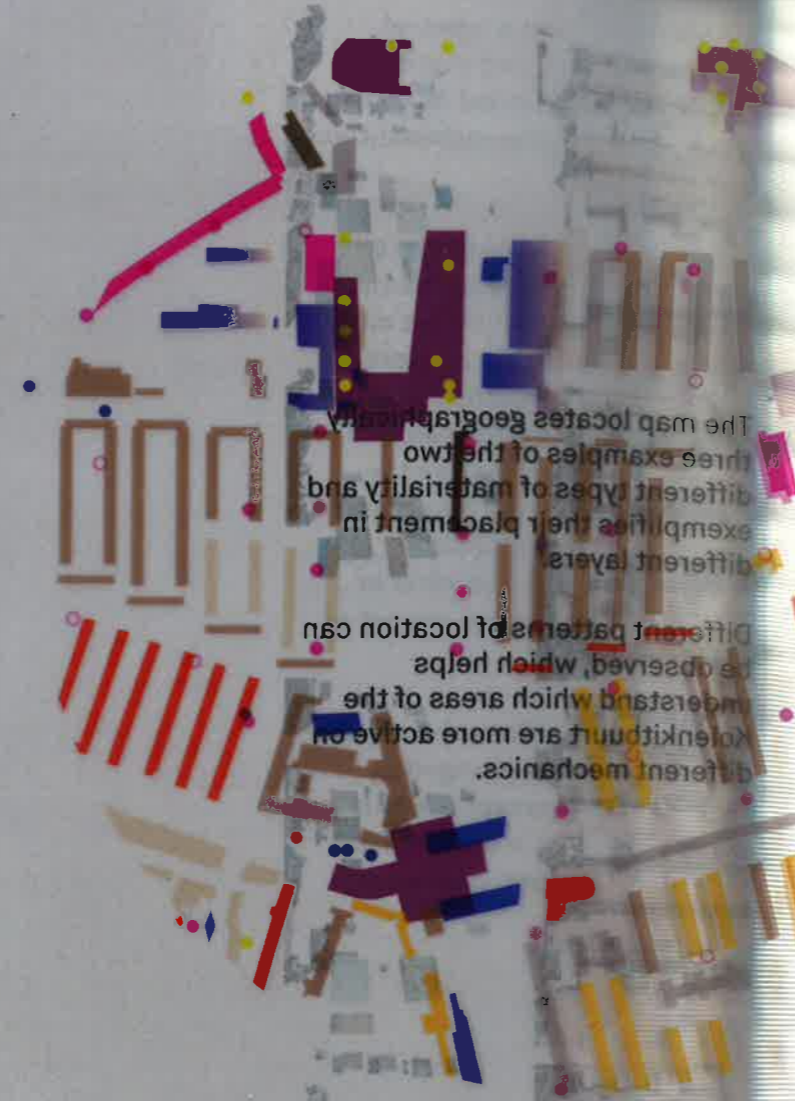 The map locates geographically
three examples of the two
different types of materiality and
exemplifies their placement in
different layers.
Different patterns of location can
be observed, which helps
understand which areas of the
Kolenkitbuurt are more active on
different mechanics.